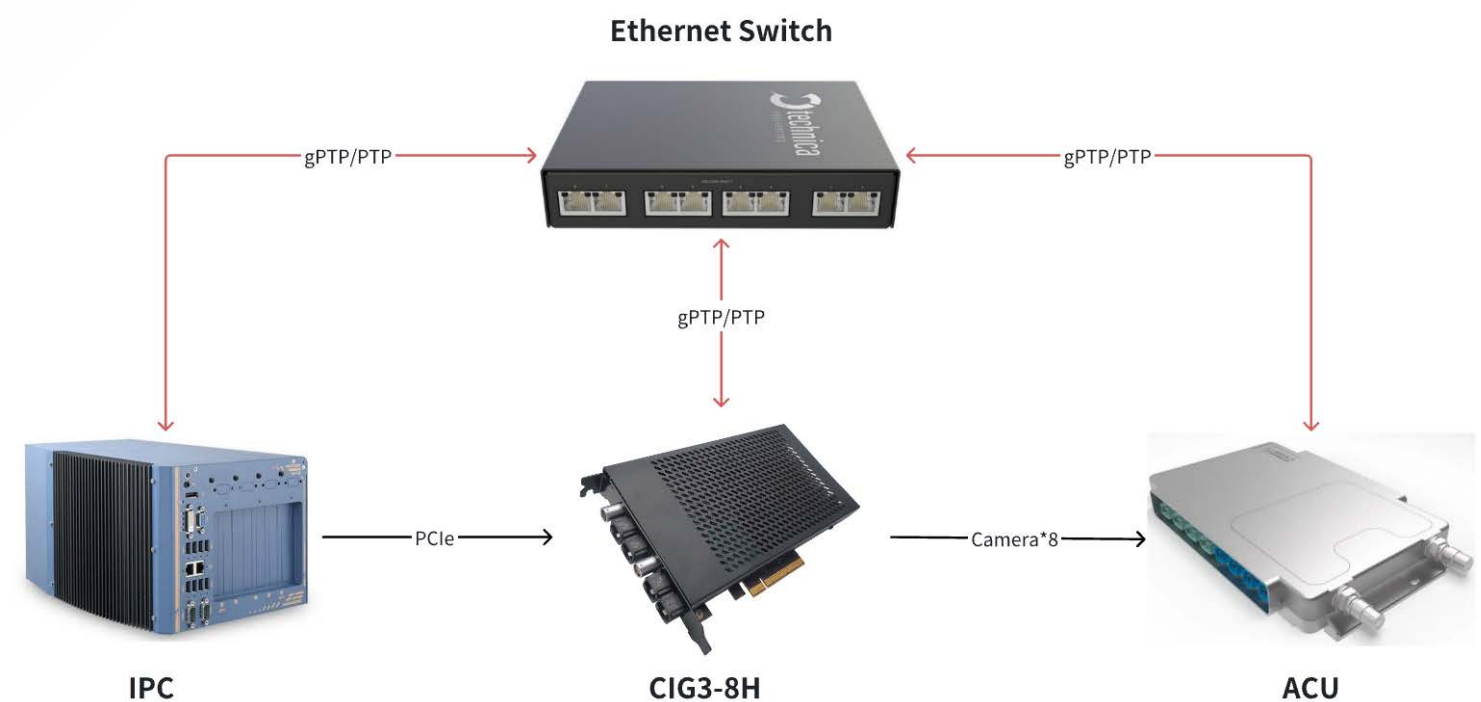 Ethernet Switch
technica
gPTP/PTP
gPTP/PTP
gPTP/PTP
PCIe
Camera*8
IPC
CIG3-8H
ACU